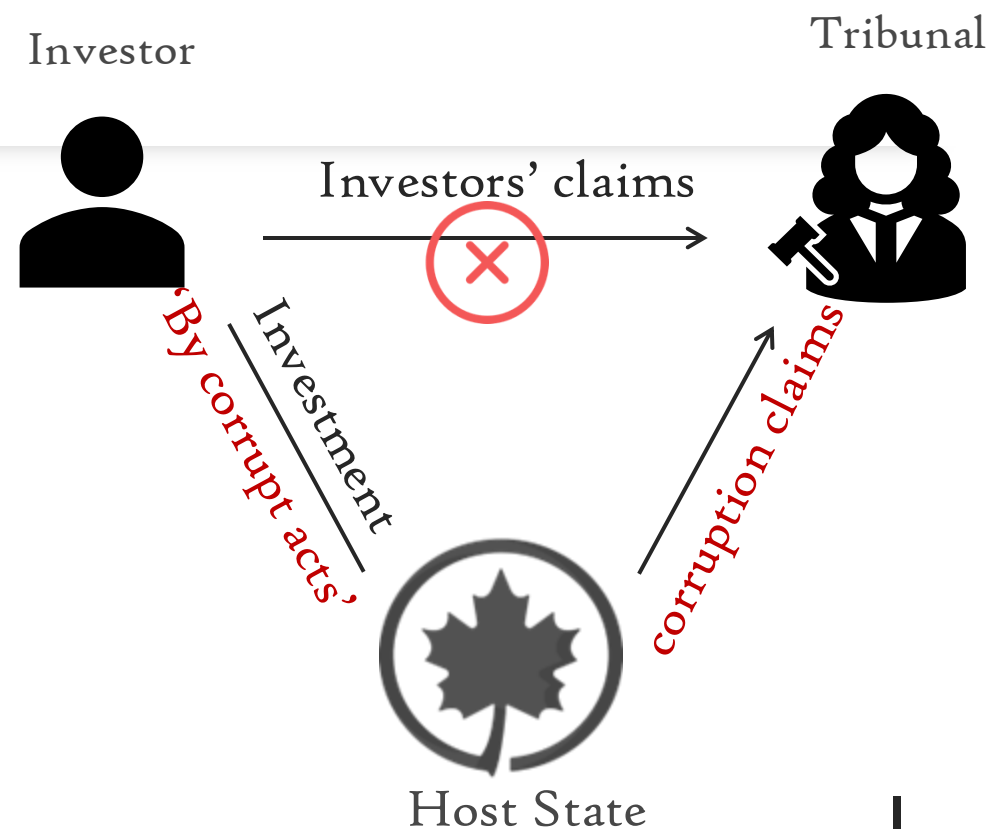 Investor
Tribunal
Investors’ claims
‘By corrupt acts’
Investment
corruption claims
Host State